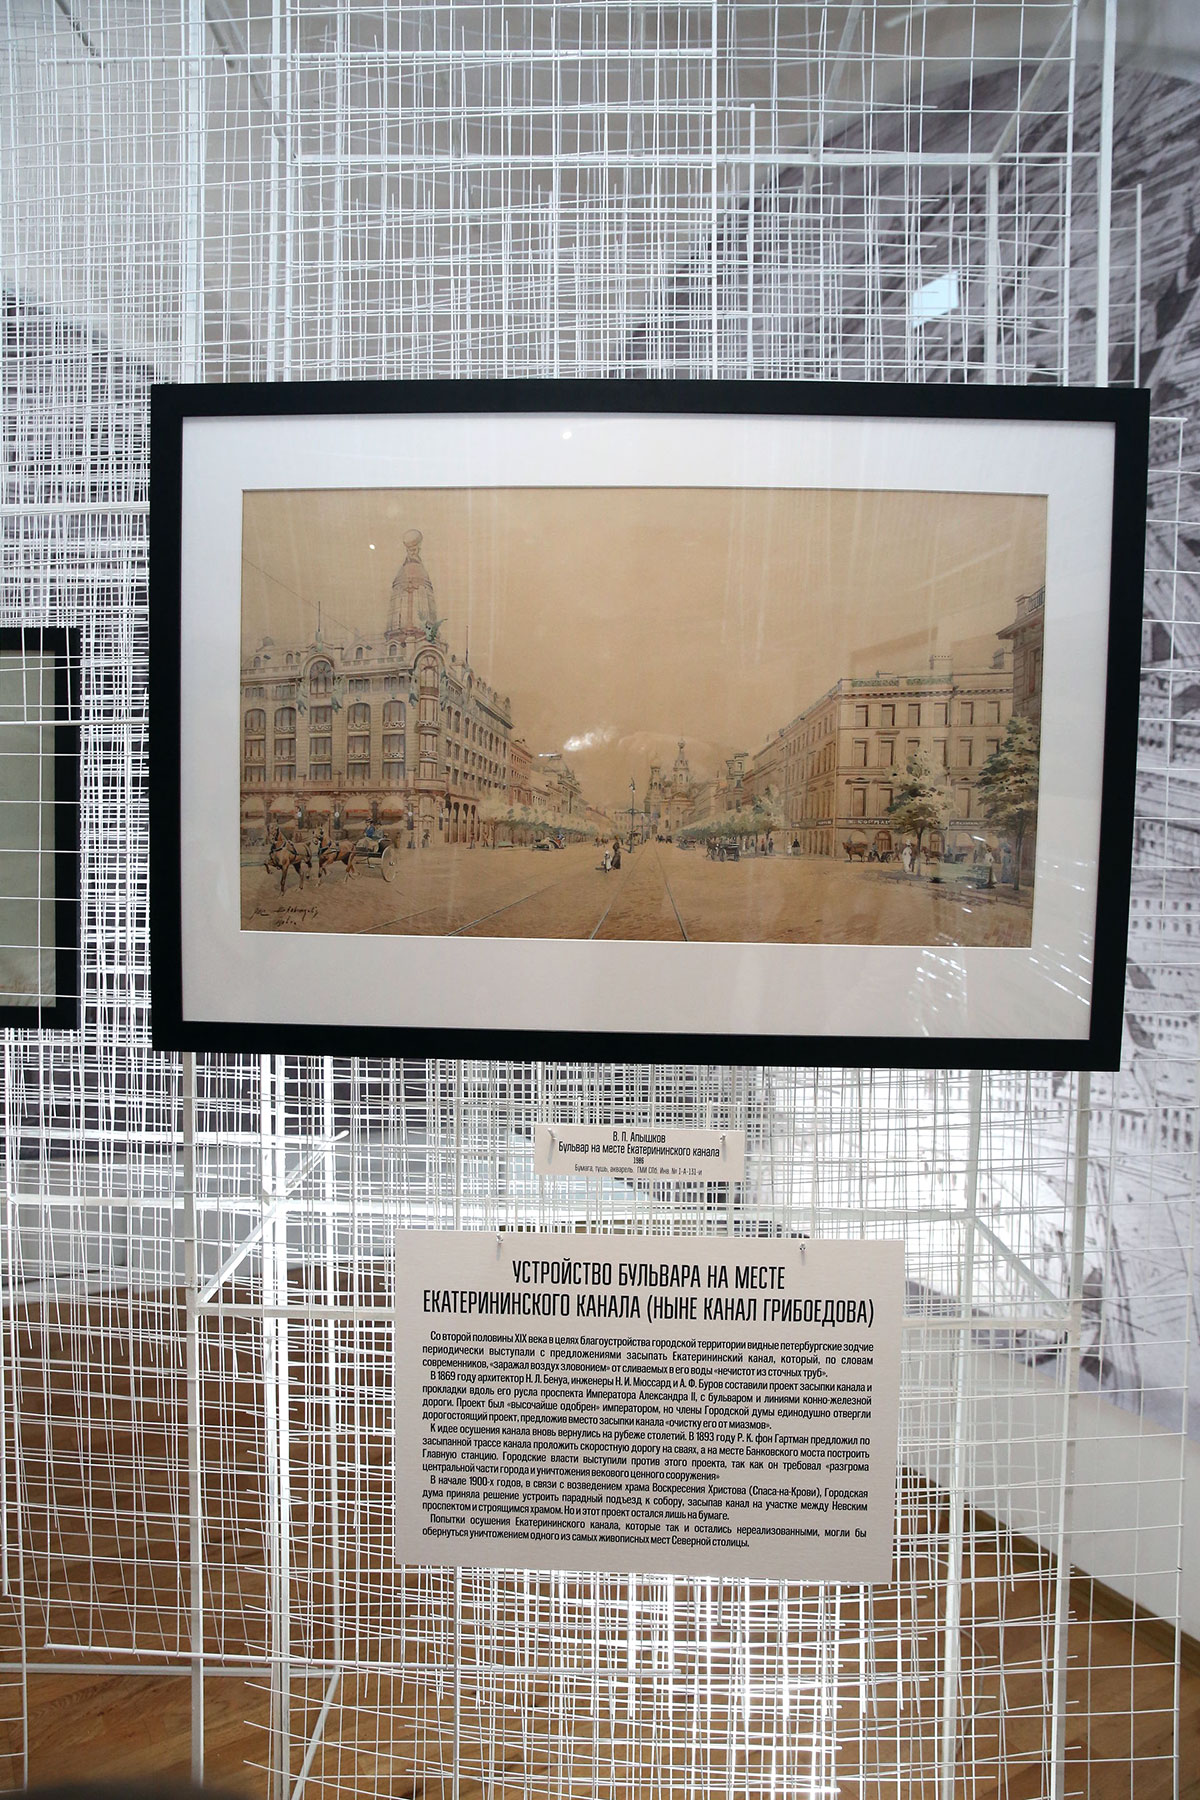 В. П. Апышков
Бульвар на месте Екатерининского канала
1906
Бумага, тушь, акварель. ГМИ СПб. Инв. № I-А-131-и
УСТРОЙСТВО БУЛЬВАРА НА МЕСТЕ
ЕКАТЕРИНИНСКОГО КАНАЛА (НЫНЕ КАНАЛ ГРИБОЕДОВА)
Со второй половины XIX века в целях благоустройства городской территории видные петербургские зодчие
периодически выступали с предложениями засыпать Екатерининский канал, который, по словам
современников, «заражал воздух зловонием» от сливаемых в его воды «нечистот из сточных труб».
В 1869 году архитектор Н. Л. Бенуа, инженеры Н. И. Мюссард и А. Ф. Буров составили проект засыпки канала и
прокладки вдоль его русла проспекта Императора Александра II, с бульваром и линиями конно-железной
дороги. Проект был «высочайше одобрен» императором, но члены Городской думы единодушно отвергли
дорогостоящий проект, предложив вместо засыпки канала «очистку его от миазмов».
К идее осушения канала вновь вернулись на рубеже столетий. В 1893 году Р. К. фон Гартман предложил по
засыпанной трассе канала проложить скоростную дорогу на сваях, а на месте Банковского моста построить
Главную станцию. Городские власти выступили против этого проекта, так как он требовал «разгрома
центральной части города и уничтожения векового ценного сооружения»
В начале 1900-х годов, в связи с возведением храма Воскресения Христова (Спаса-на-Крови), Городская
дума приняла решение устроить парадный подъезд к собору, засыпав канал на участке между Невским
проспектом и строящимся храмом. Но и этот проект остался лишь на бумаге.
Попытки осушения Екатерининского канала, которые так и остались нереализованными, могли бы
обернуться уничтожением одного из самых живописных мест Северной столицы.